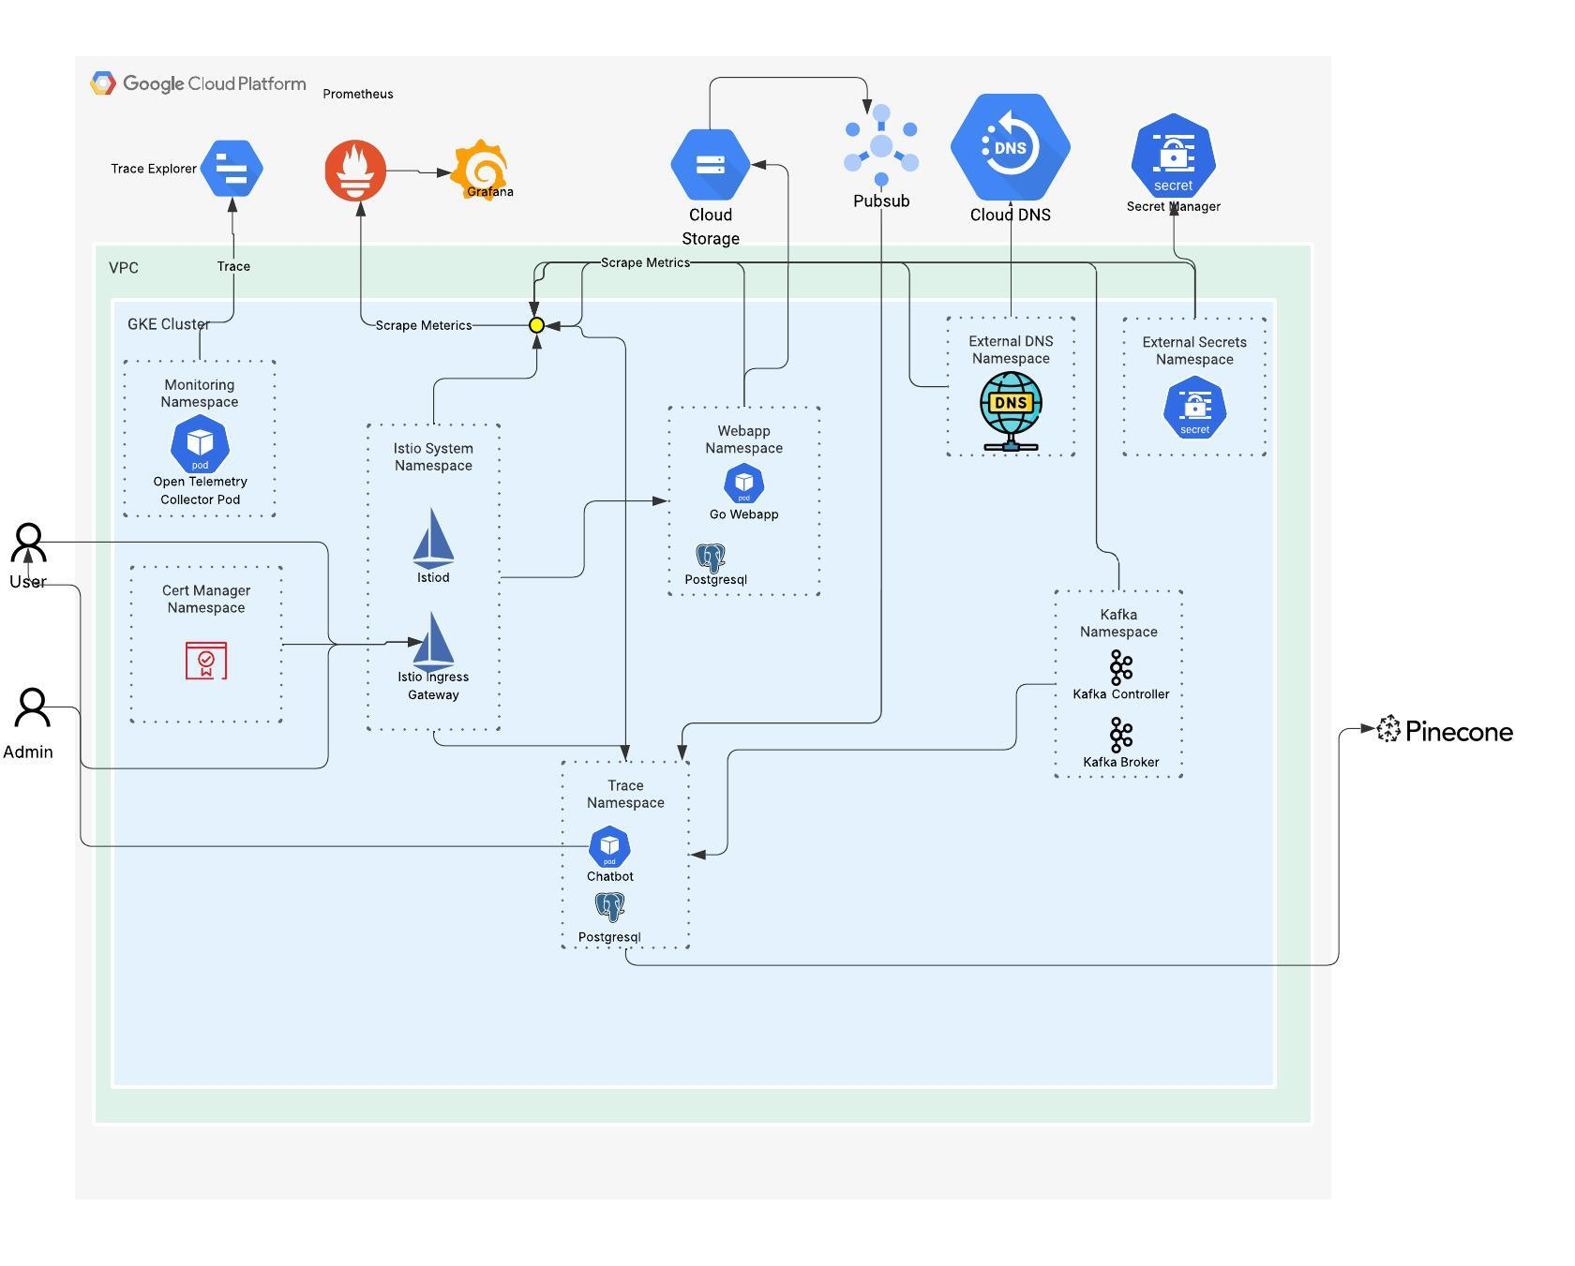 Google Cloud Platform
Prometheus
Trace Explorer
Grafana
Cloud
Storage
Pubsub
DNS
Cloud DNS
secret
Secret Manager
VPC
Trace
Scrape Metrics
GKE Cluster
Scrape Meterics
Monitoring
Namespace
pod
Open Telemetry
Collector Pod
Istio System
Namespace
Istiod
Istio Ingress
Gateway
Webapp
Namespace
pod
Go Webapp
Postgresql
External DNS
Namespace
DNS
External Secrets
Namespace
secret
User
Cert Manager
Namespace
Admin
Kafka
Namespace
Kafka Controller
Kafka Broker
Pinecone
Trace
Namespace
pod
Chatbot
Postgresql